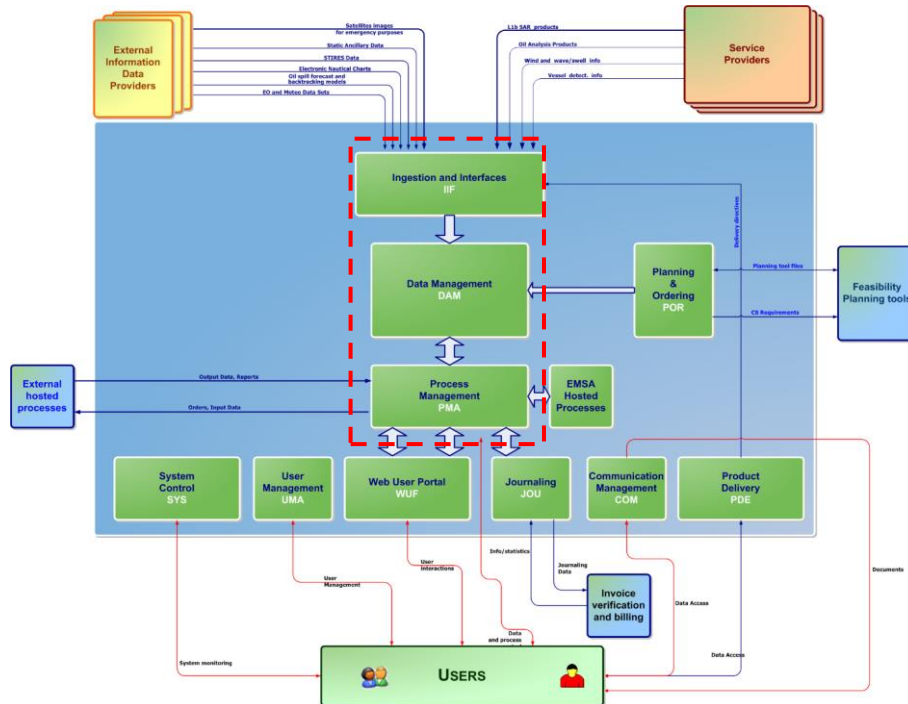 External
Information
Data
Providers
Satellites images
for emergency purposes
Static Ancillary Data
STIRES Data
Electronic Nautical Charts
Oil spill forecast and
backtracking models
EO and Meteo Data Sets
L1b SAR products
Oil Analysis Products
Wind and wave/swell info
Vessel detect. info
Service
Providers
Ingestion and Interfaces
IIF
Delivery directives
Data Management
DAM
Planning
&
Ordering
POR
Planning tool files
CS Requirements
Feasibility
Planning tools
External
hosted
processes
Output Data, Reports
Orders, Input Data
Process
Management
PMA
EMSA
Hosted
Processes
System
Control
SYS
User
Management
UMA
Web User Portal
WUF
Journaling
JOU
Communication
Management
COM
Product
Delivery
PDE
Info/statistics
User
Interactions
Journaling
Data
User
Management
Invoice
verification
and billing
Documents
Data Access
Data
and process
Data Access
System monitoring
USERS